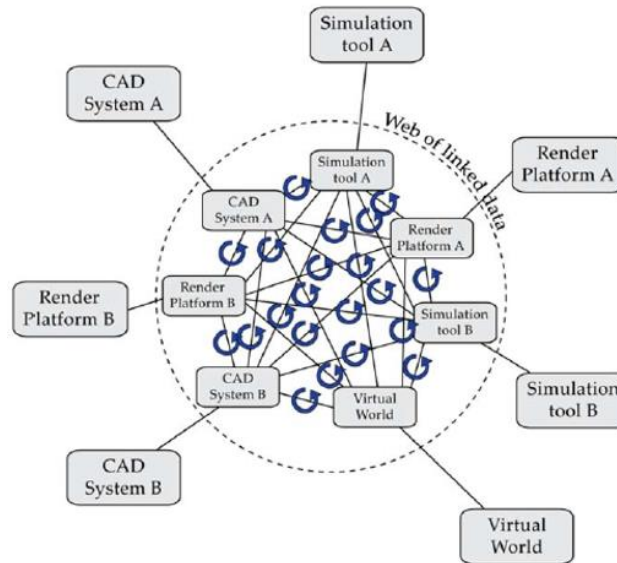 Simulation
tool A
CAD
System A
Web of linked data
Simulation
tool A
Render
Platform A
CAD
System A
Render
Platform A
Render
Platform B
Render
Platform B
Simulation
tool B
CAD
System B
Virtual
World
Simulation
tool B
CAD
System B
Virtual
World